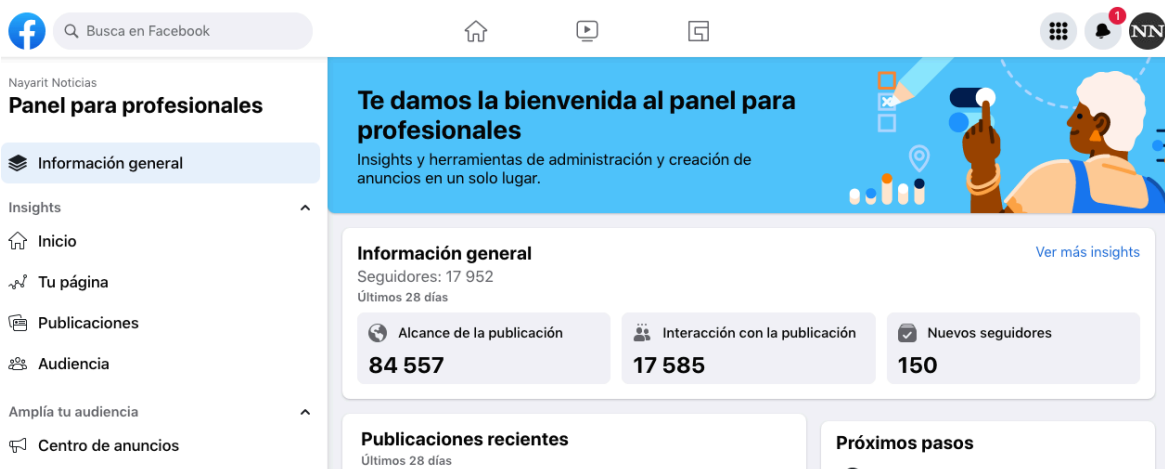 Busca en Facebook
1
NN
Nayarit Noticias
Panel para profesionales
Información general
Insights
Inicio
Tu página
Publicaciones
Audiencia
Amplía tu audiencia
Centro de anuncios
Te damos la bienvenida al panel para
profesionales
Insights y herramientas de administración y creación de
anuncios en un solo lugar.
Información general
Ver más insights
Seguidores: 17 952
Últimos 28 días
Alcance de la publicación
84 557
Interacción con la publicación
17 585
Nuevos seguidores
150
Publicaciones recientes
Últimos 28 días
Próximos pasos